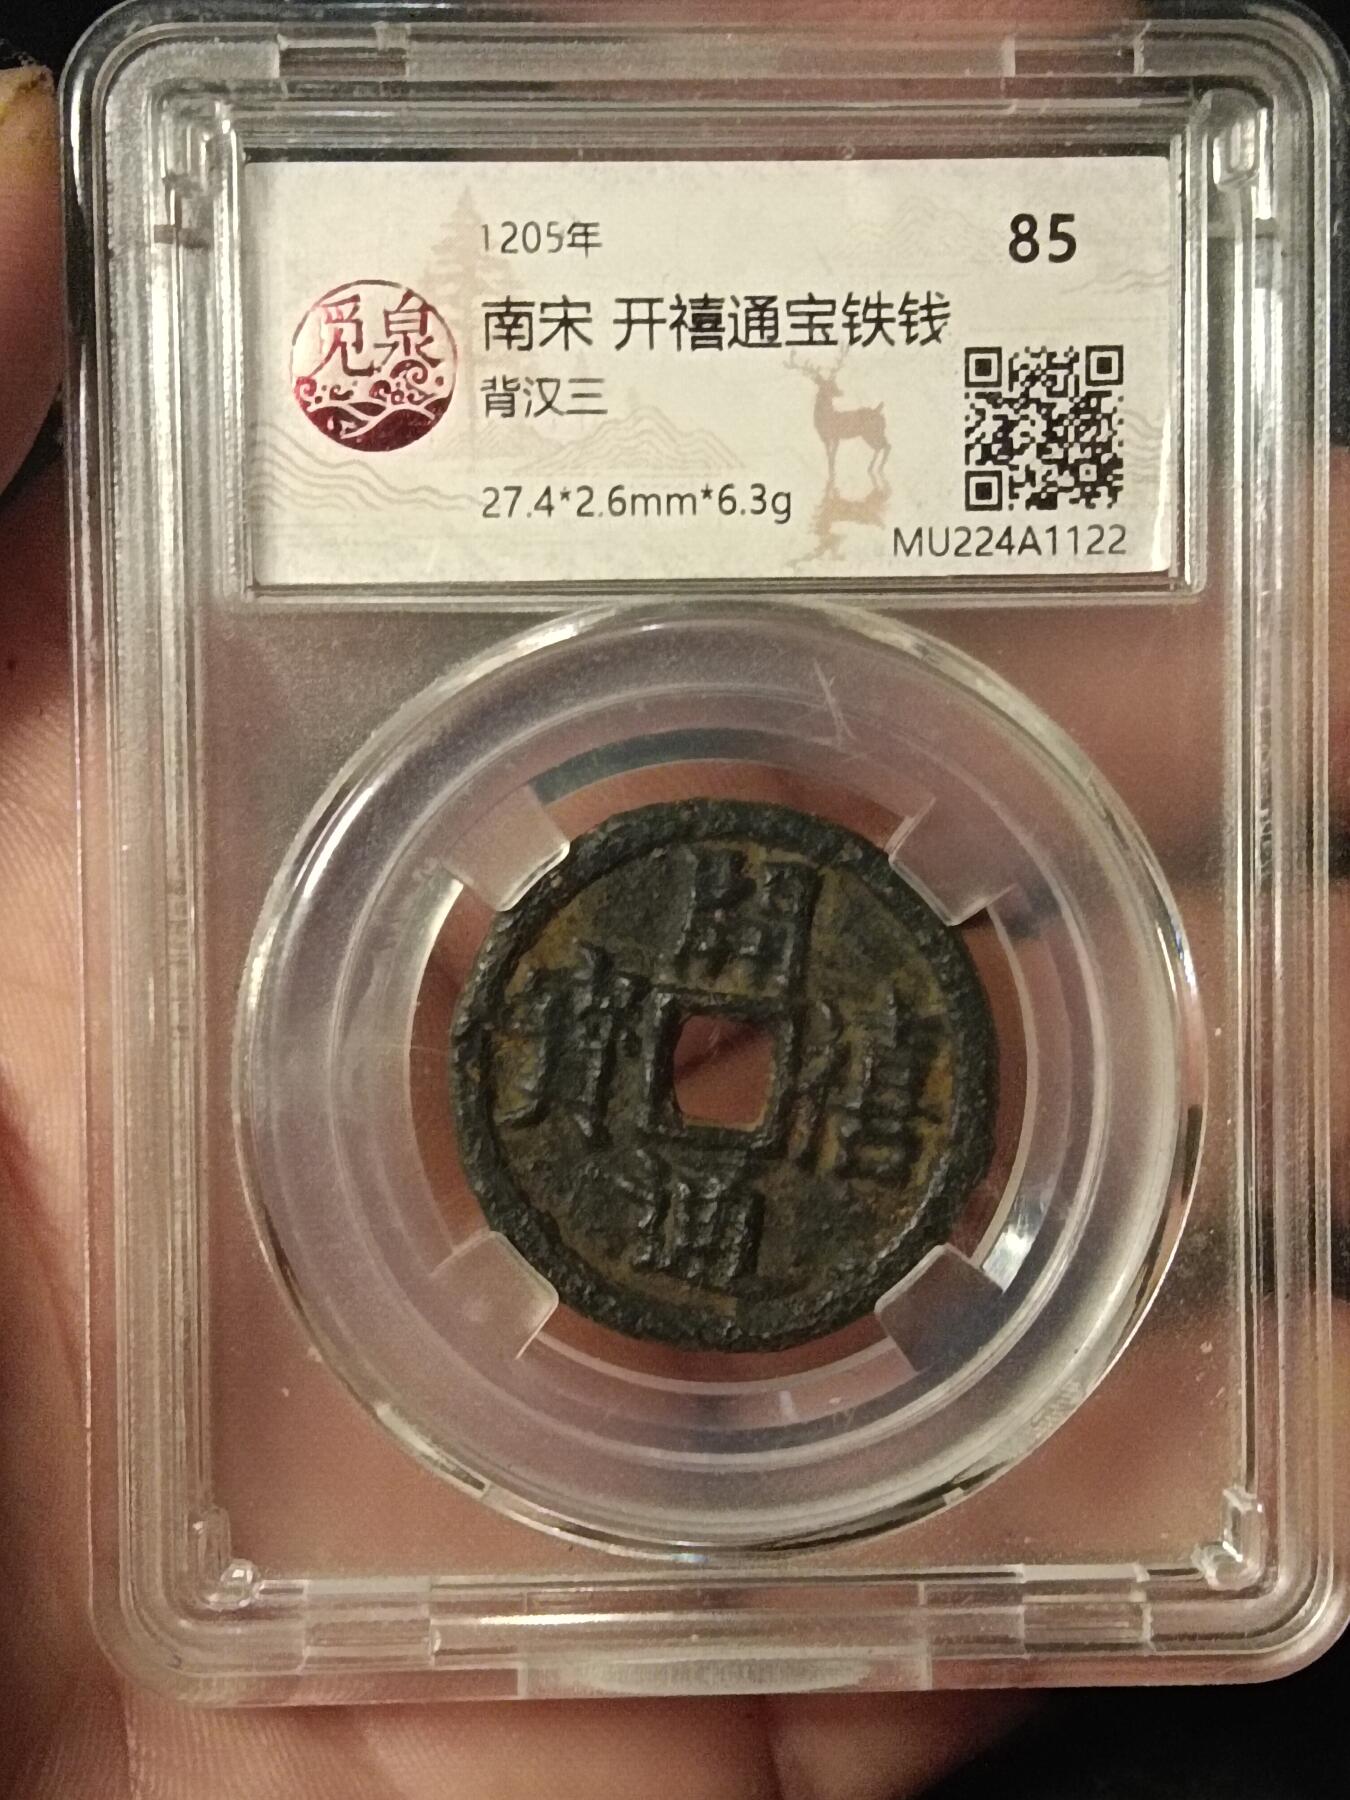 1205年
85
觅泉
南宋 开禧通宝铁钱
背汉三
27.4*2.6mm*6.3g
MU224A1122
開
寶 禧
通